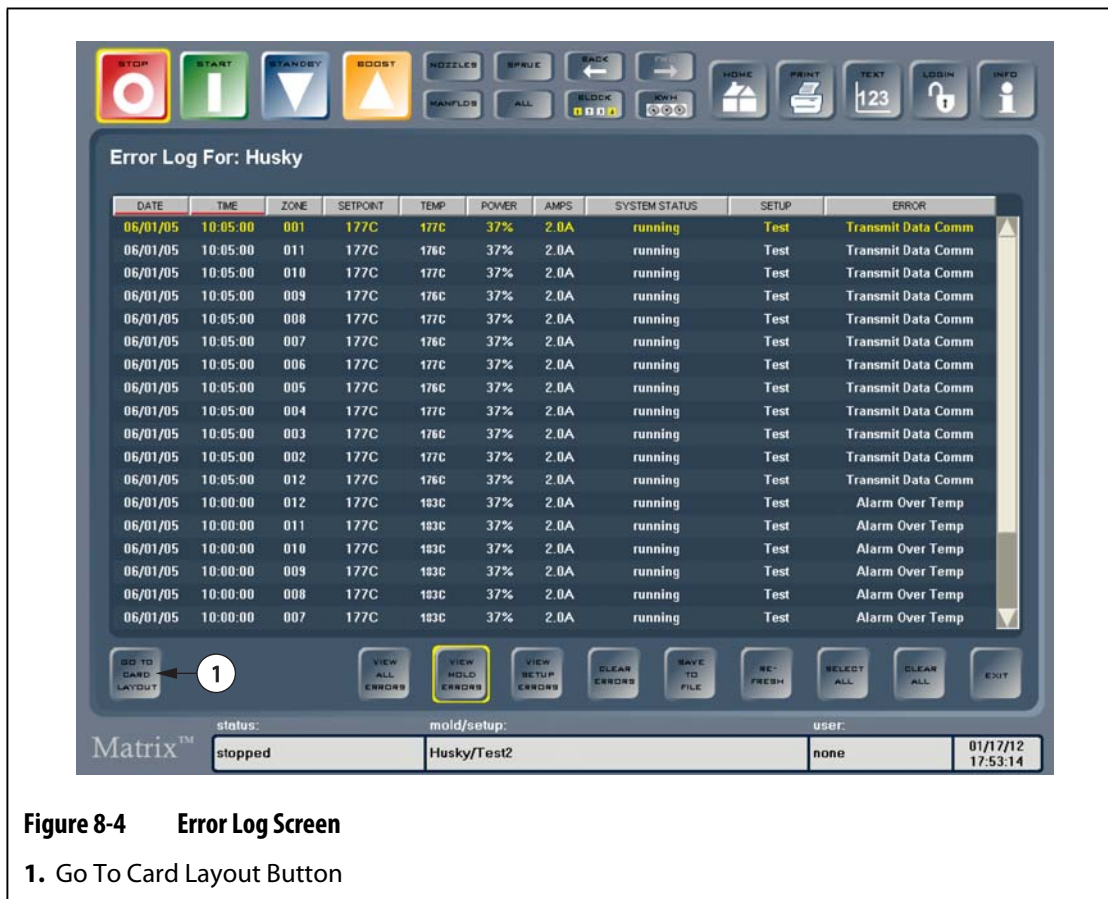 STOP START STANDBY BOOST NOZZLES SPRUE BACK FWD HOME PRINT TEXT LOGIN INFO
MANFLDS ALL BLOCK KWH 123
1 2 3 4
Error Log For: Husky
DATE TIME ZONE SETPOINT TEMP POWER AMPS SYSTEM STATUS SETUP ERROR
06/01/05 10:05:00 001 177C 177C 37% 2.0A running Test Transmit Data Comm
06/01/05 10:05:00 011 177C 176C 37% 2.0A running Test Transmit Data Comm
06/01/05 10:05:00 010 177C 177C 37% 2.0A running Test Transmit Data Comm
06/01/05 10:05:00 009 177C 176C 37% 2.0A running Test Transmit Data Comm
06/01/05 10:05:00 008 177C 177C 37% 2.0A running Test Transmit Data Comm
06/01/05 10:05:00 007 177C 176C 37% 2.0A running Test Transmit Data Comm
06/01/05 10:05:00 006 177C 177C 37% 2.0A running Test Transmit Data Comm
06/01/05 10:05:00 005 177C 176C 37% 2.0A running Test Transmit Data Comm
06/01/05 10:05:00 004 177C 177C 37% 2.0A running Test Transmit Data Comm
06/01/05 10:05:00 003 177C 176C 37% 2.0A running Test Transmit Data Comm
06/01/05 10:05:00 002 177C 177C 37% 2.0A running Test Transmit Data Comm
06/01/05 10:05:00 012 177C 176C 37% 2.0A running Test Transmit Data Comm
06/01/05 10:00:00 012 177C 183C 37% 2.0A running Test Alarm Over Temp
06/01/05 10:00:00 011 177C 183C 37% 2.0A running Test Alarm Over Temp
06/01/05 10:00:00 010 177C 183C 37% 2.0A running Test Alarm Over Temp
06/01/05 10:00:00 009 177C 183C 37% 2.0A running Test Alarm Over Temp
06/01/05 10:00:00 008 177C 183C 37% 2.0A running Test Alarm Over Temp
06/01/05 10:00:00 007 177C 183C 37% 2.0A running Test Alarm Over Temp
GO TO CARD LAYOUT 1 VIEW ALL ERRORS VIEW MOLD ERRORS VIEW SETUP ERRORS CLEAR ERRORS SAVE TO FILE RE-FRESH SELECT ALL CLEAR ALL EXIT
status: mold/setup: user:
Matrix™ stopped Husky/Test2 none 01/17/12
17:53:14
Figure 8-4 Error Log Screen
1. Go To Card Layout Button